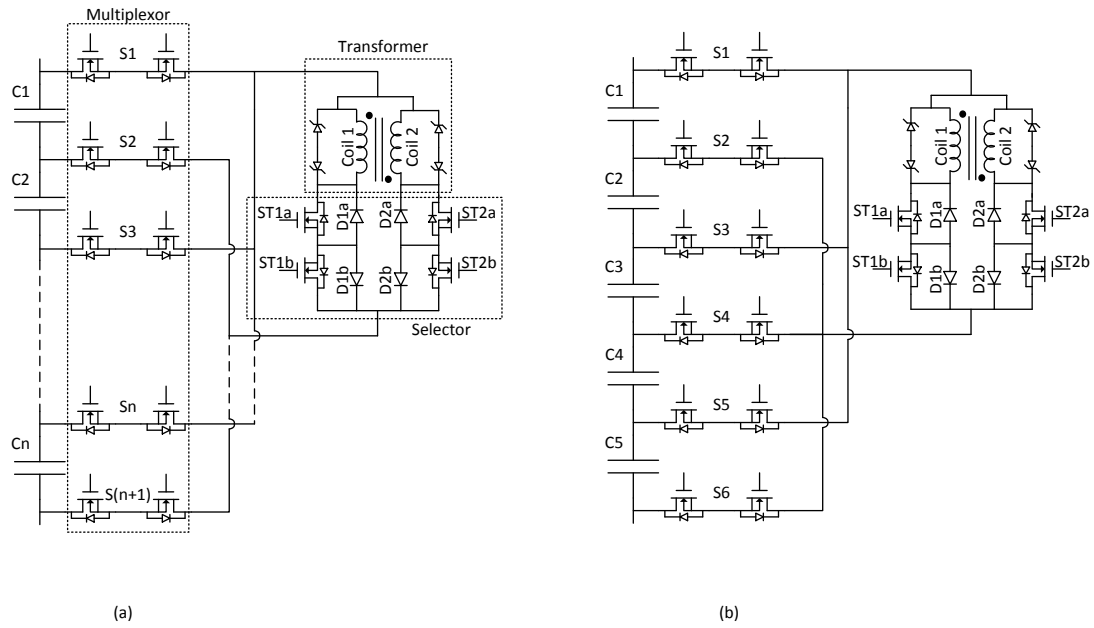 Multiplexor
S1
Transformer
C1
Coil 1
Coil 2
S2
C2
ST1a
D1a
D2a
ST2a
S3
ST1b
D1b
D2b
ST2b
Selector
Sn
Cn
S(n+1)
(a)
S1
C1
Coil 1
Coil 2
S2
C2
ST1a
D1a
D2a
ST2a
S3
ST1b
D1b
D2b
ST2b
C3
S4
C4
S5
C5
S6
(b)